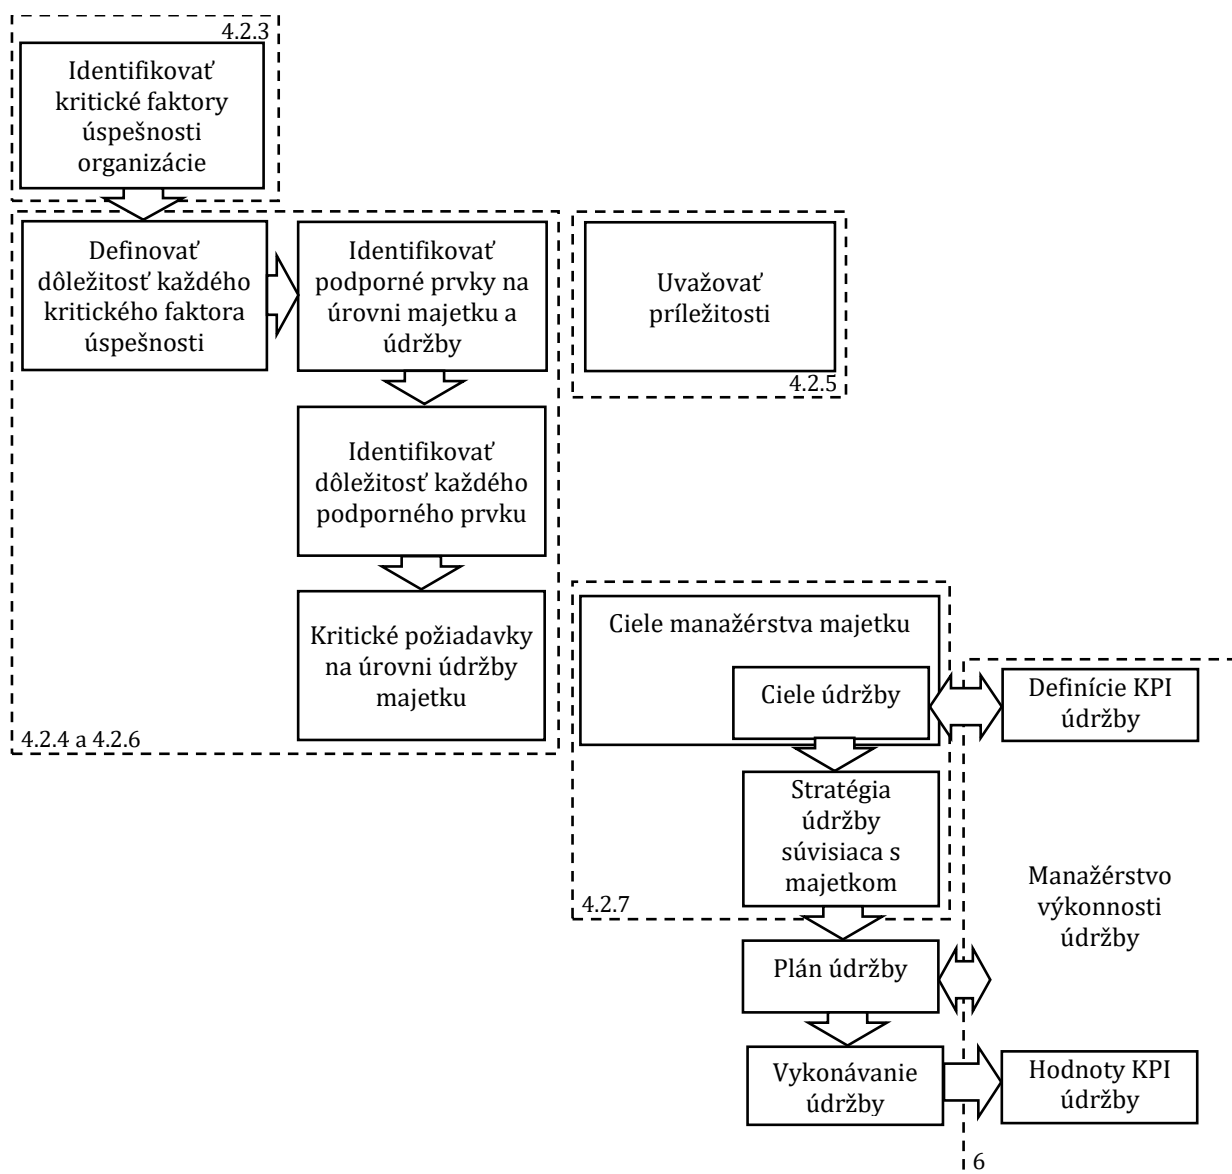 4.2.3
Identifikovať
kritické faktory
úspešnosti
organizácie
Definovať
dôležitosť každého
kritického faktora
úspešnosti
Identifikovať
podporné prvky na
úrovni majetku a
údržby
Uvažovať
príležitosti
4.2.5
Identifikovať
dôležitosť každého
podporného prvku
Kritické požiadavky
na úrovni údržby
majetku
4.2.4 a 4.2.6
Ciele manažérstva majetku
Ciele údržby
Definície KPI
údržby
Stratégia
údržby
súvisiaca s
majetkom
4.2.7
Manažérstvo
výkonnosti
údržby
Plán údržby
Vykonávanie
údržby
Hodnoty KPI
údržby
6